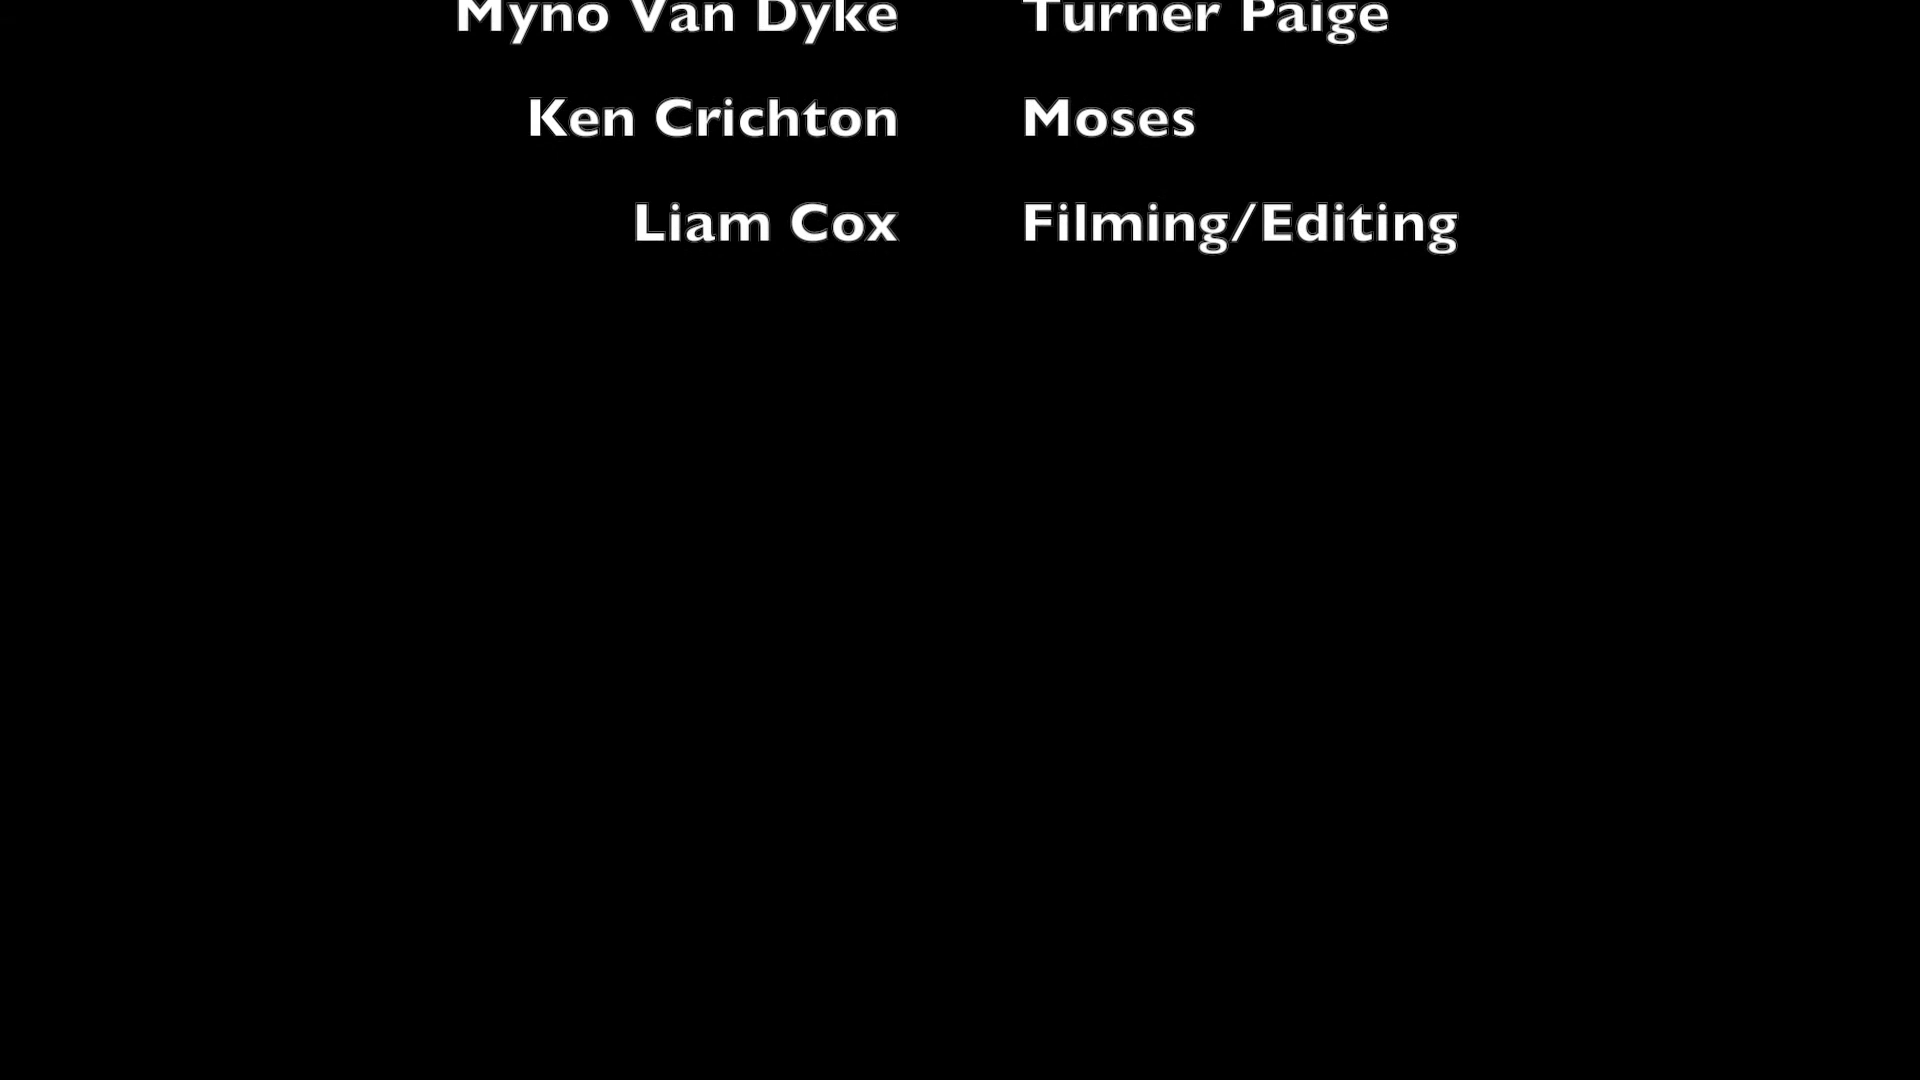 Myno Van Dyke Turner Paige
Ken Crichton Moses
Liam Cox Filming/Editing